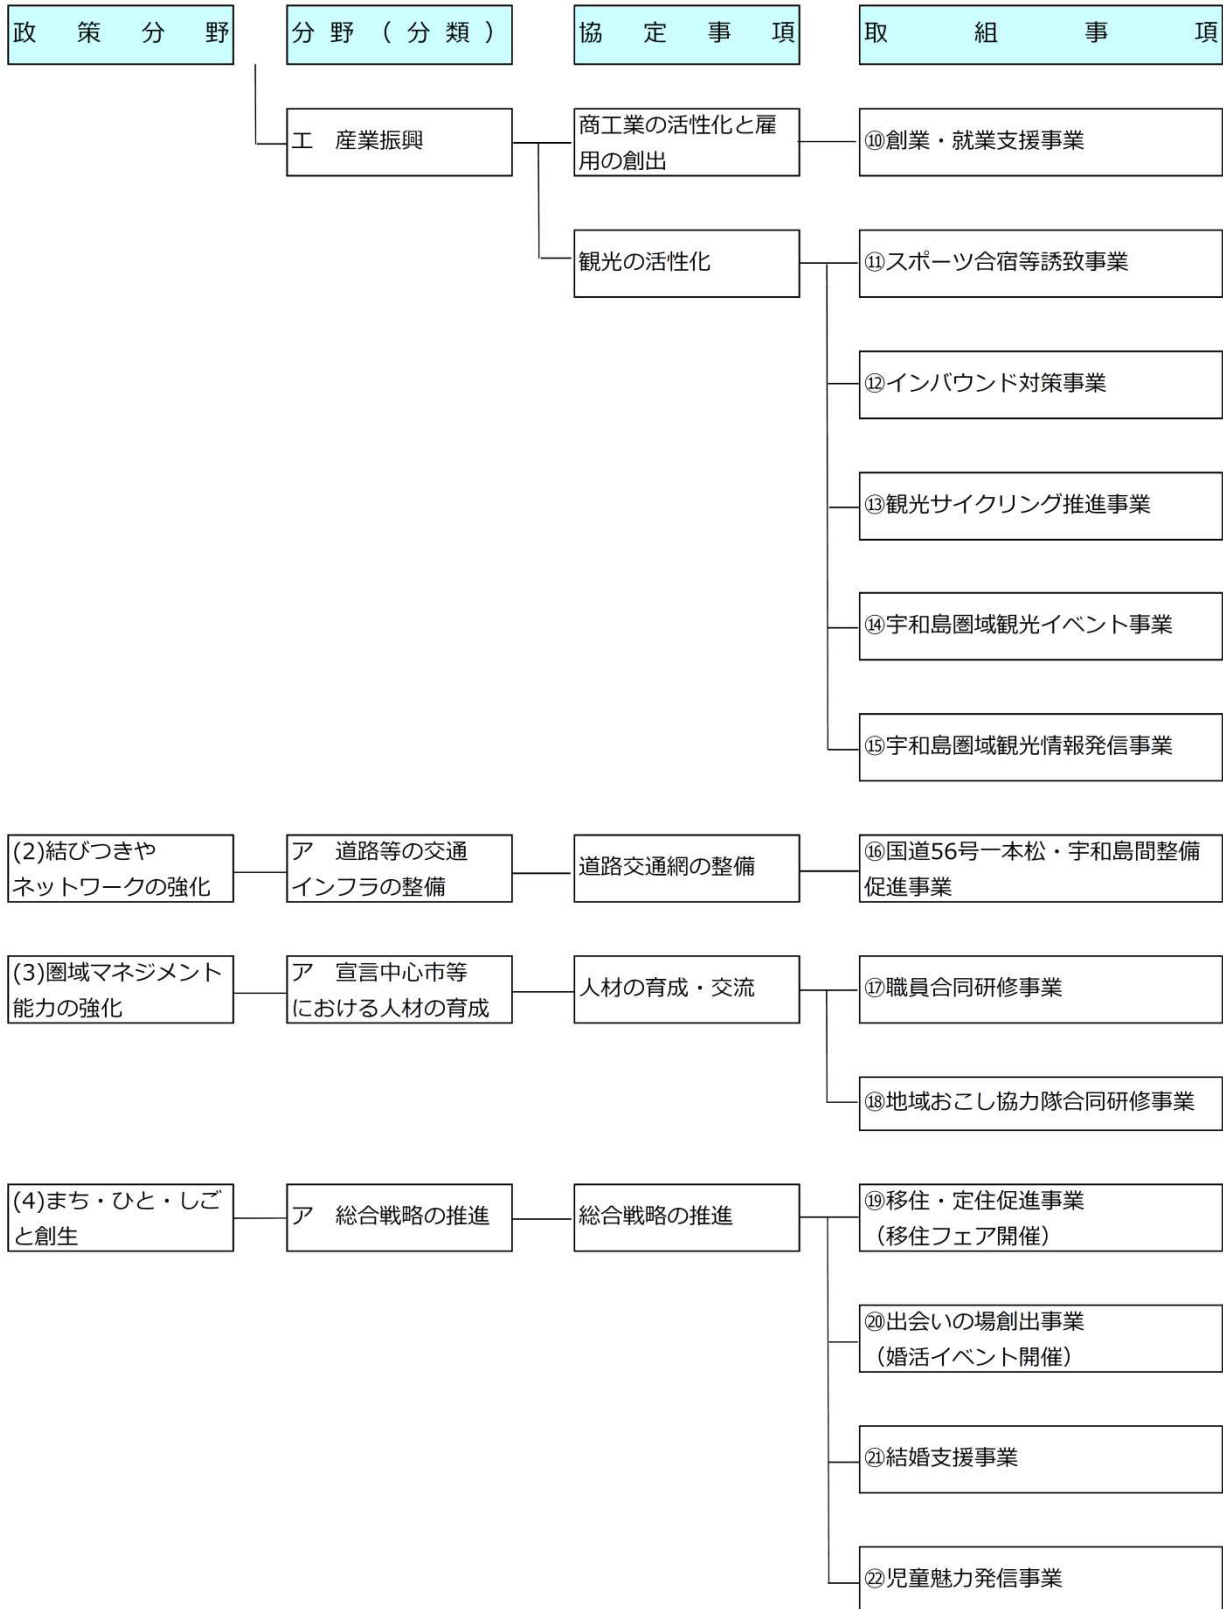 政策分野
分野（分類）
協定事項
取組事項
エ　産業振興
商工業の活性化と雇
用の創出
⑩創業・就業支援事業
観光の活性化
⑪スポーツ合宿等誘致事業
⑫インバウンド対策事業
⑬観光サイクリング推進事業
⑭宇和島圏域観光イベント事業
⑮宇和島圏域観光情報発信事業
(2)結びつきや
ネットワークの強化
ア　道路等の交通
インフラの整備
道路交通網の整備
⑯国道56号一本松・宇和島間整備
促進事業
(3)圏域マネジメント
能力の強化
ア　宣言中心市等
における人材の育成
人材の育成・交流
⑰職員合同研修事業
⑱地域おこし協力隊合同研修事業
(4)まち・ひと・しご
と創生
ア　総合戦略の推進
総合戦略の推進
⑲移住・定住促進事業
（移住フェア開催）
⑳出会いの場創出事業
（婚活イベント開催）
㉑結婚支援事業
㉒児童魅力発信事業